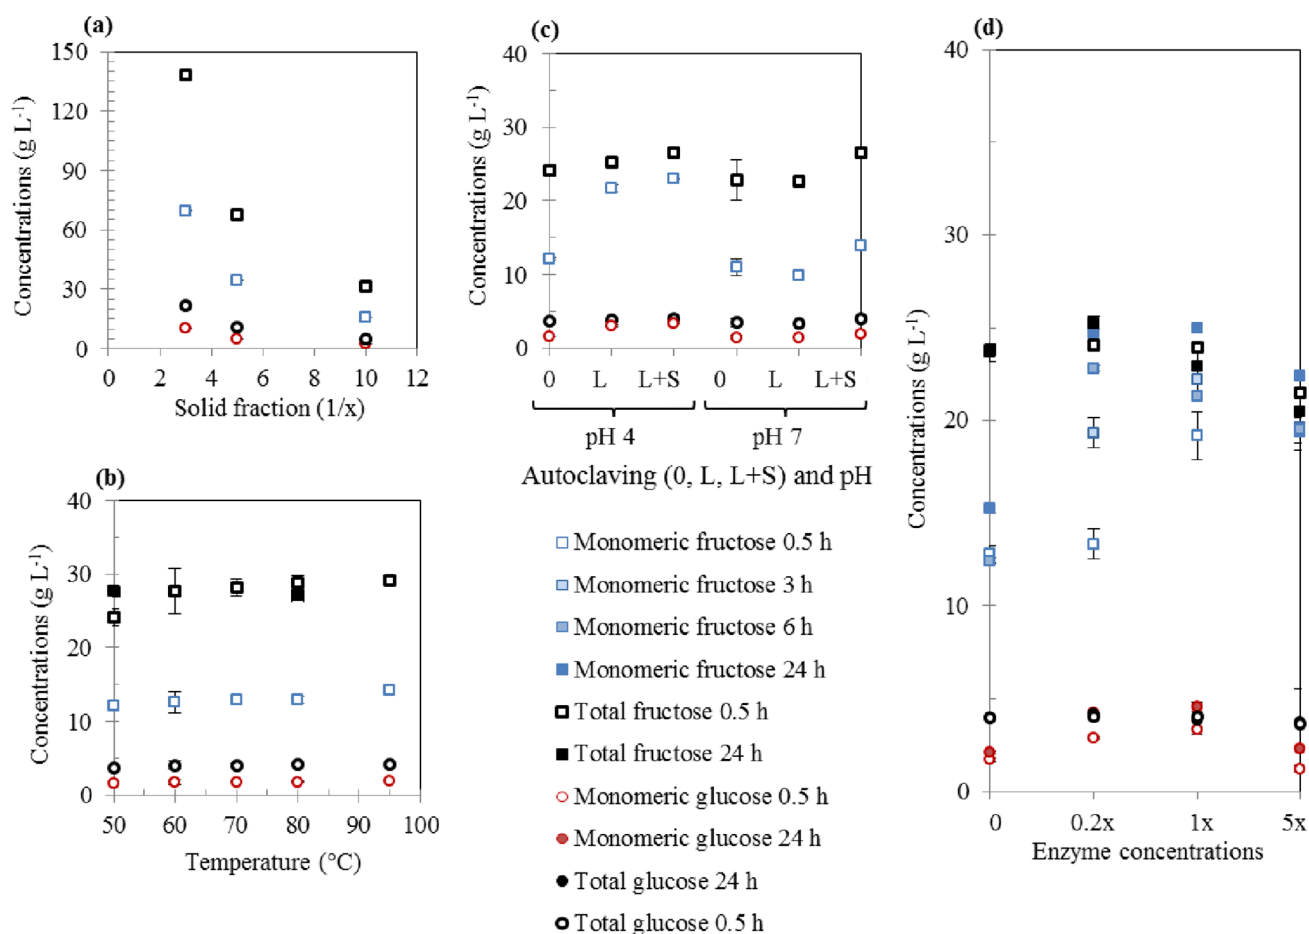 (a)
150
120
90
60
30
0
Concentrations (g L-1)
0 2 4 6 8 10 12
Solid fraction (1/x)
(b)
40
30
20
10
0
Concentrations (g L-1)
50 60 70 80 90 100
Temperature (°C)
(c)
40
30
20
10
0
Concentrations (g L-1)
0 L L+S 0 L L+S
pH 4 pH 7
Autoclaving (0, L, L+S) and pH
Monomeric fructose 0.5 h
Monomeric fructose 3 h
Monomeric fructose 6 h
Monomeric fructose 24 h
Total fructose 0.5 h
Total fructose 24 h
Monomeric glucose 0.5 h
Monomeric glucose 24 h
Total glucose 24 h
Total glucose 0.5 h
(d)
40
30
20
10
0
Concentrations (g L-1)
0 0.2x 1x 5x
Enzyme concentrations